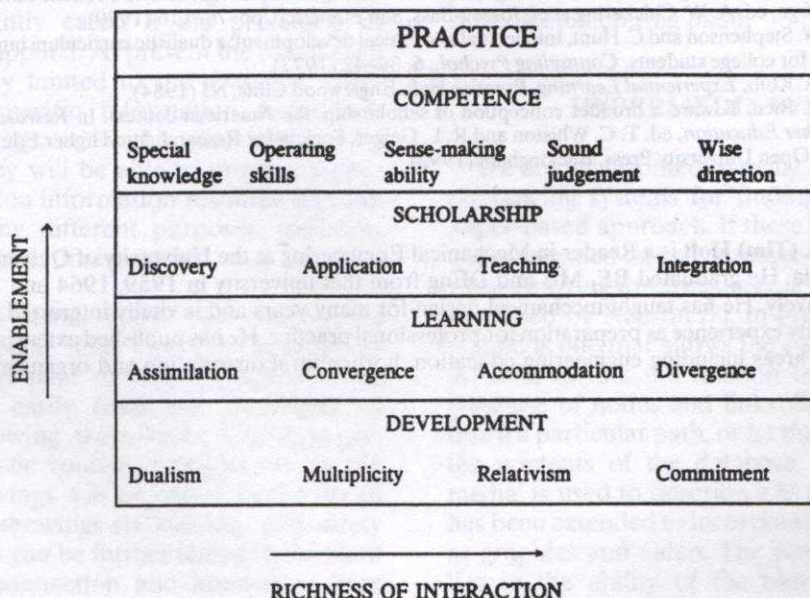 PRACTICE
COMPETENCE
Special Operating Sense-making Sound Wise
knowledge skills ability judgement direction
SCHOLARSHIP
Discovery Application Teaching Integration
LEARNING
Assimilation Convergence Accommodation Divergence
DEVELOPMENT
Dualism Multiplicity Relativism Commitment
ENABLEMENT
RICHNESS OF INTERACTION